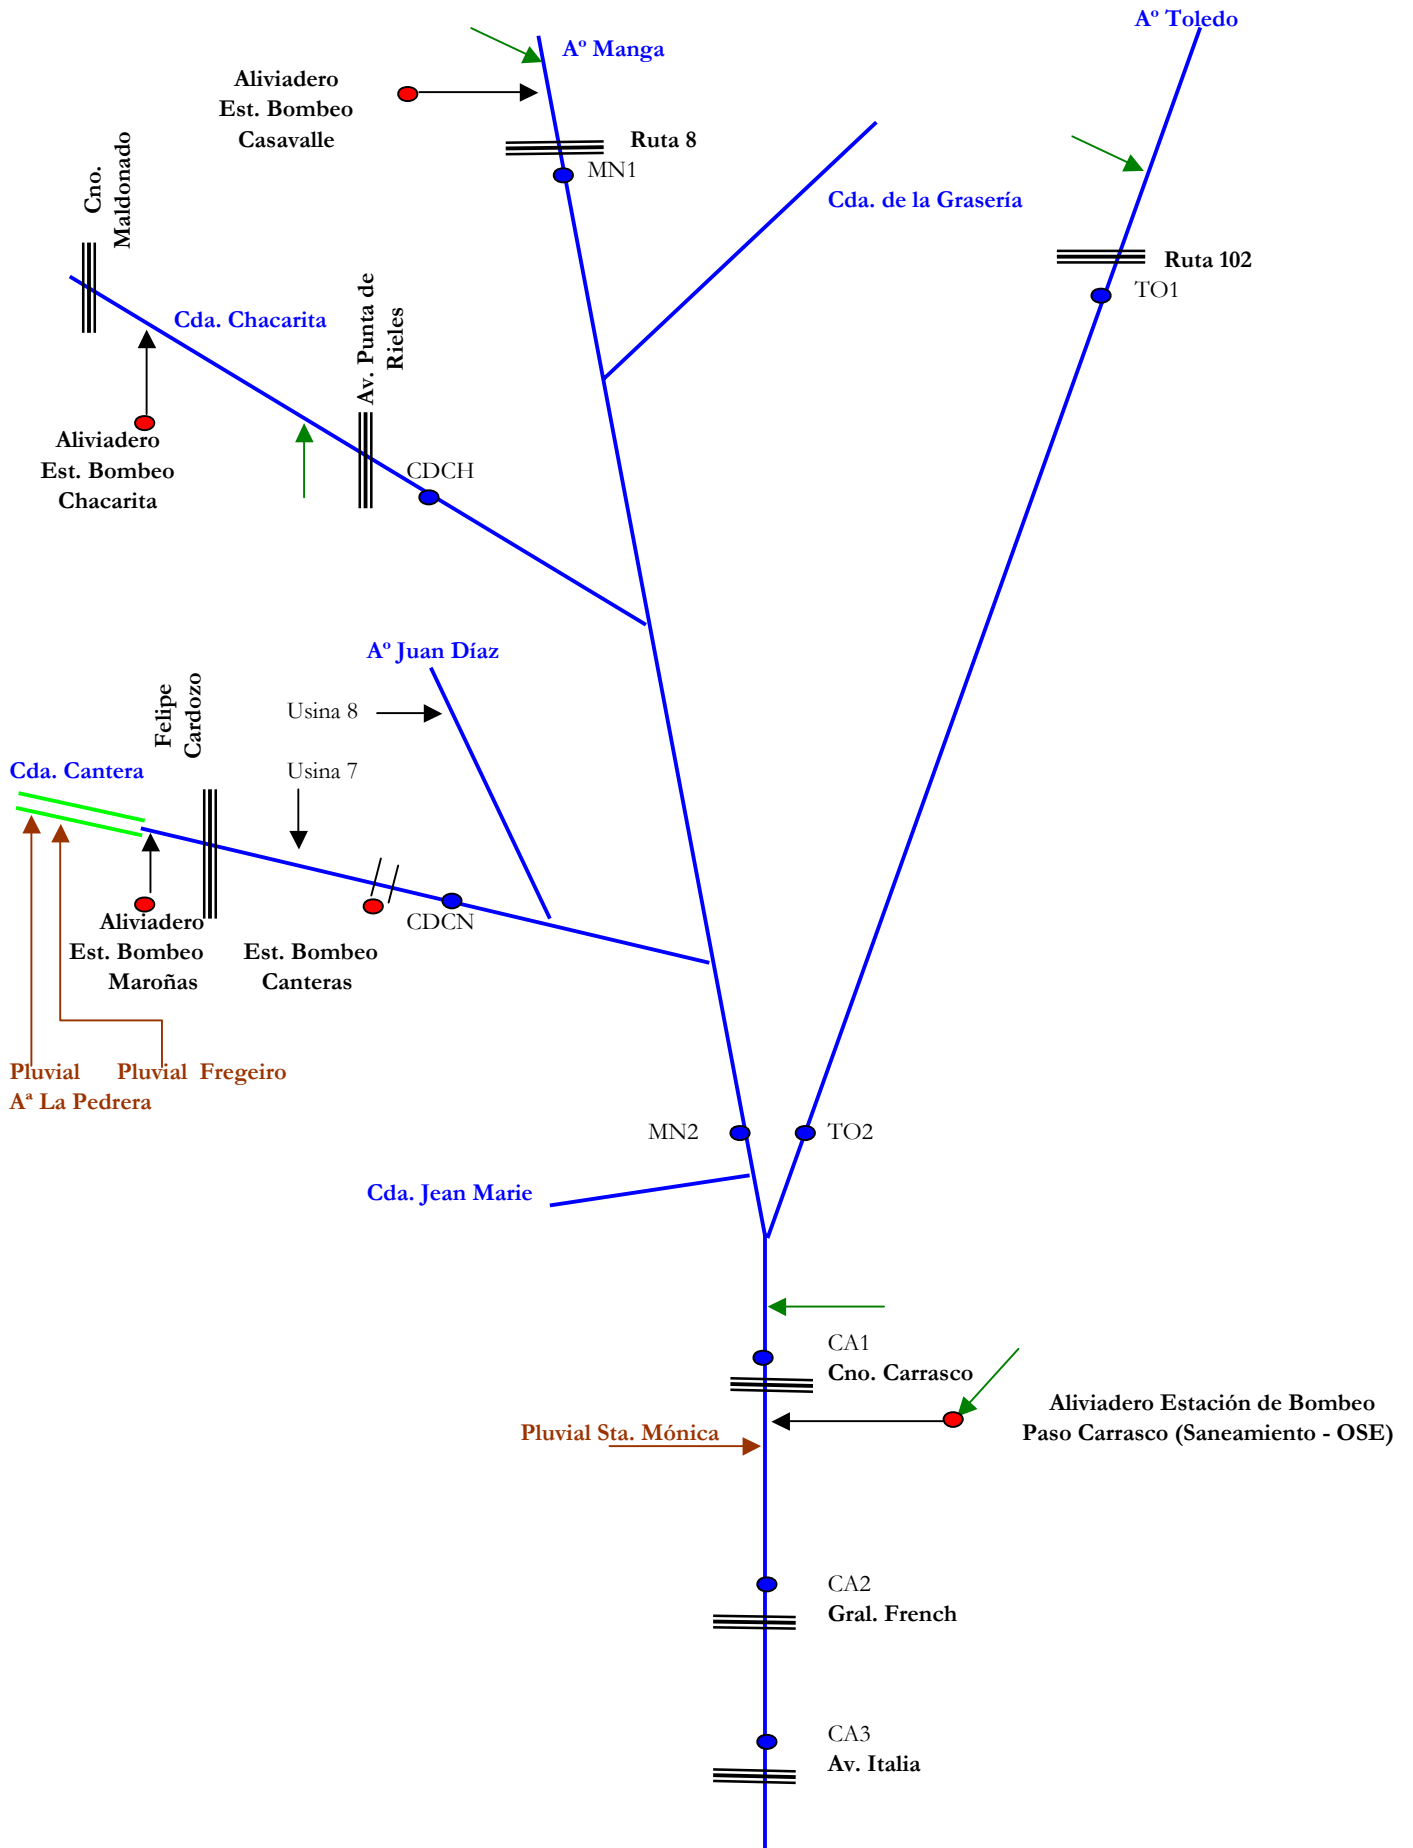 Aº Toledo
Aº Manga
Aliviadero
Est. Bombeo
Casavalle
Ruta 8
MN1
Cno.
Maldonado
Cda. de la Grasería
Ruta 102
TO1
Cda. Chacarita
Av. Punta de
Rieles
Aliviadero
Est. Bombeo
Chacarita
CDCH
Aº Juan Díaz
Felipe
Cardozo
Usina 8
Cda. Cantera
Usina 7
CDCN
Aliviadero
Est. Bombeo
Maroñas
Est. Bombeo
Canteras
Pluvial
Aª La Pedrera
Pluvial Fregeiro
MN2
TO2
Cda. Jean Marie
CA1
Cno. Carrasco
Aliviadero Estación de Bombeo
Paso Carrasco (Saneamiento - OSE)
Pluvial Sta. Mónica
CA2
Gral. French
CA3
Av. Italia